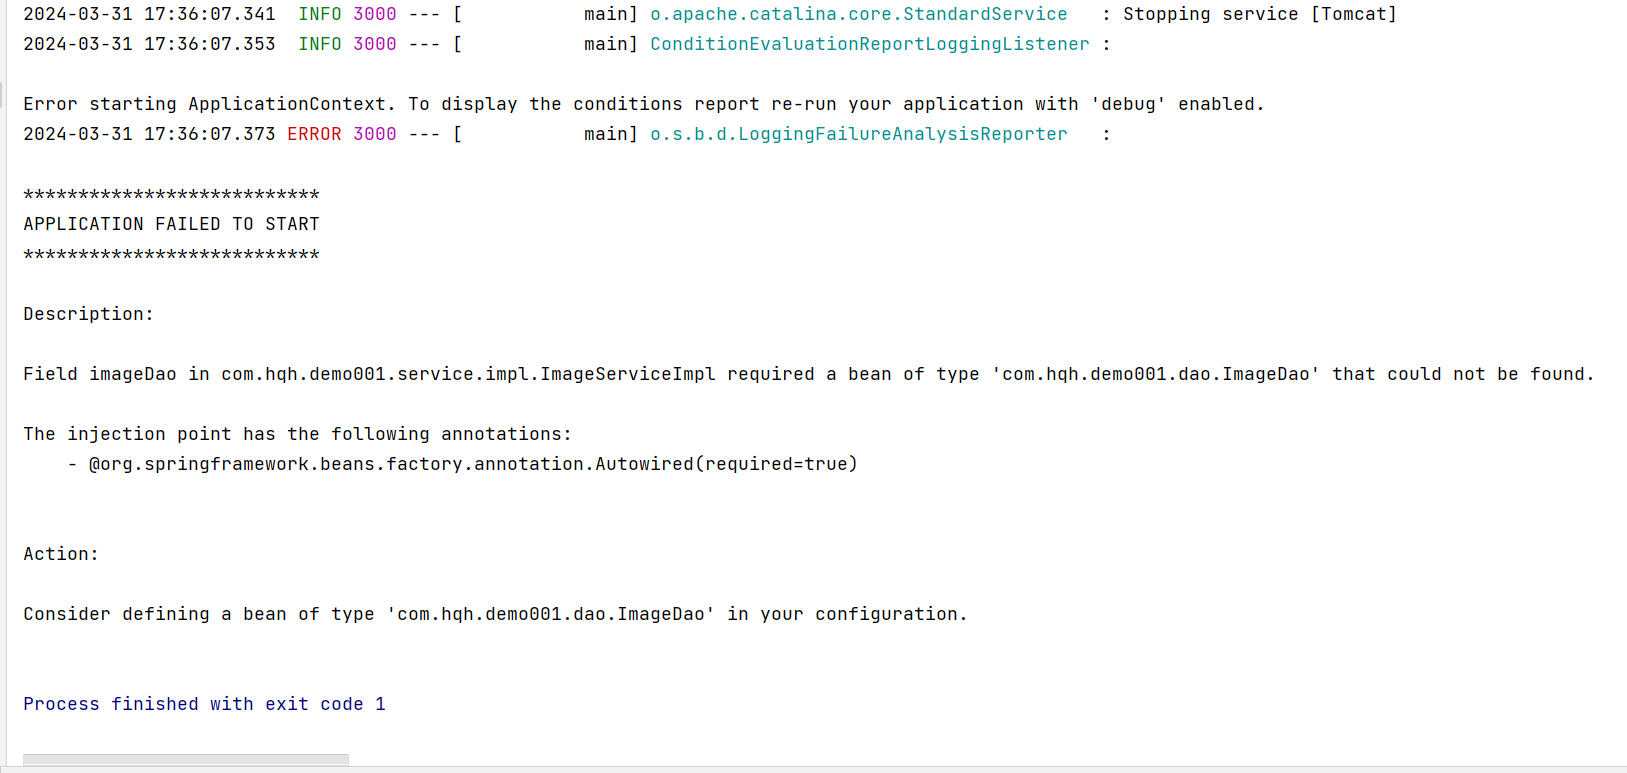 2024-03-31 17:36:07.341  INFO 3000 --- [           main] o.apache.catalina.core.StandardService   : Stopping service [Tomcat]
2024-03-31 17:36:07.353  INFO 3000 --- [           main] ConditionEvaluationReportLoggingListener :
Error starting ApplicationContext. To display the conditions report re-run your application with 'debug' enabled.
2024-03-31 17:36:07.373 ERROR 3000 --- [           main] o.s.b.d.LoggingFailureAnalysisReporter   :
***************************
APPLICATION FAILED TO START
***************************
Description:
Field imageDao in com.hqh.demo001.service.impl.ImageServiceImpl required a bean of type 'com.hqh.demo001.dao.ImageDao' that could not be found.
The injection point has the following annotations:
    - @org.springframework.beans.factory.annotation.Autowired(required=true)
Action:
Consider defining a bean of type 'com.hqh.demo001.dao.ImageDao' in your configuration.
Process finished with exit code 1